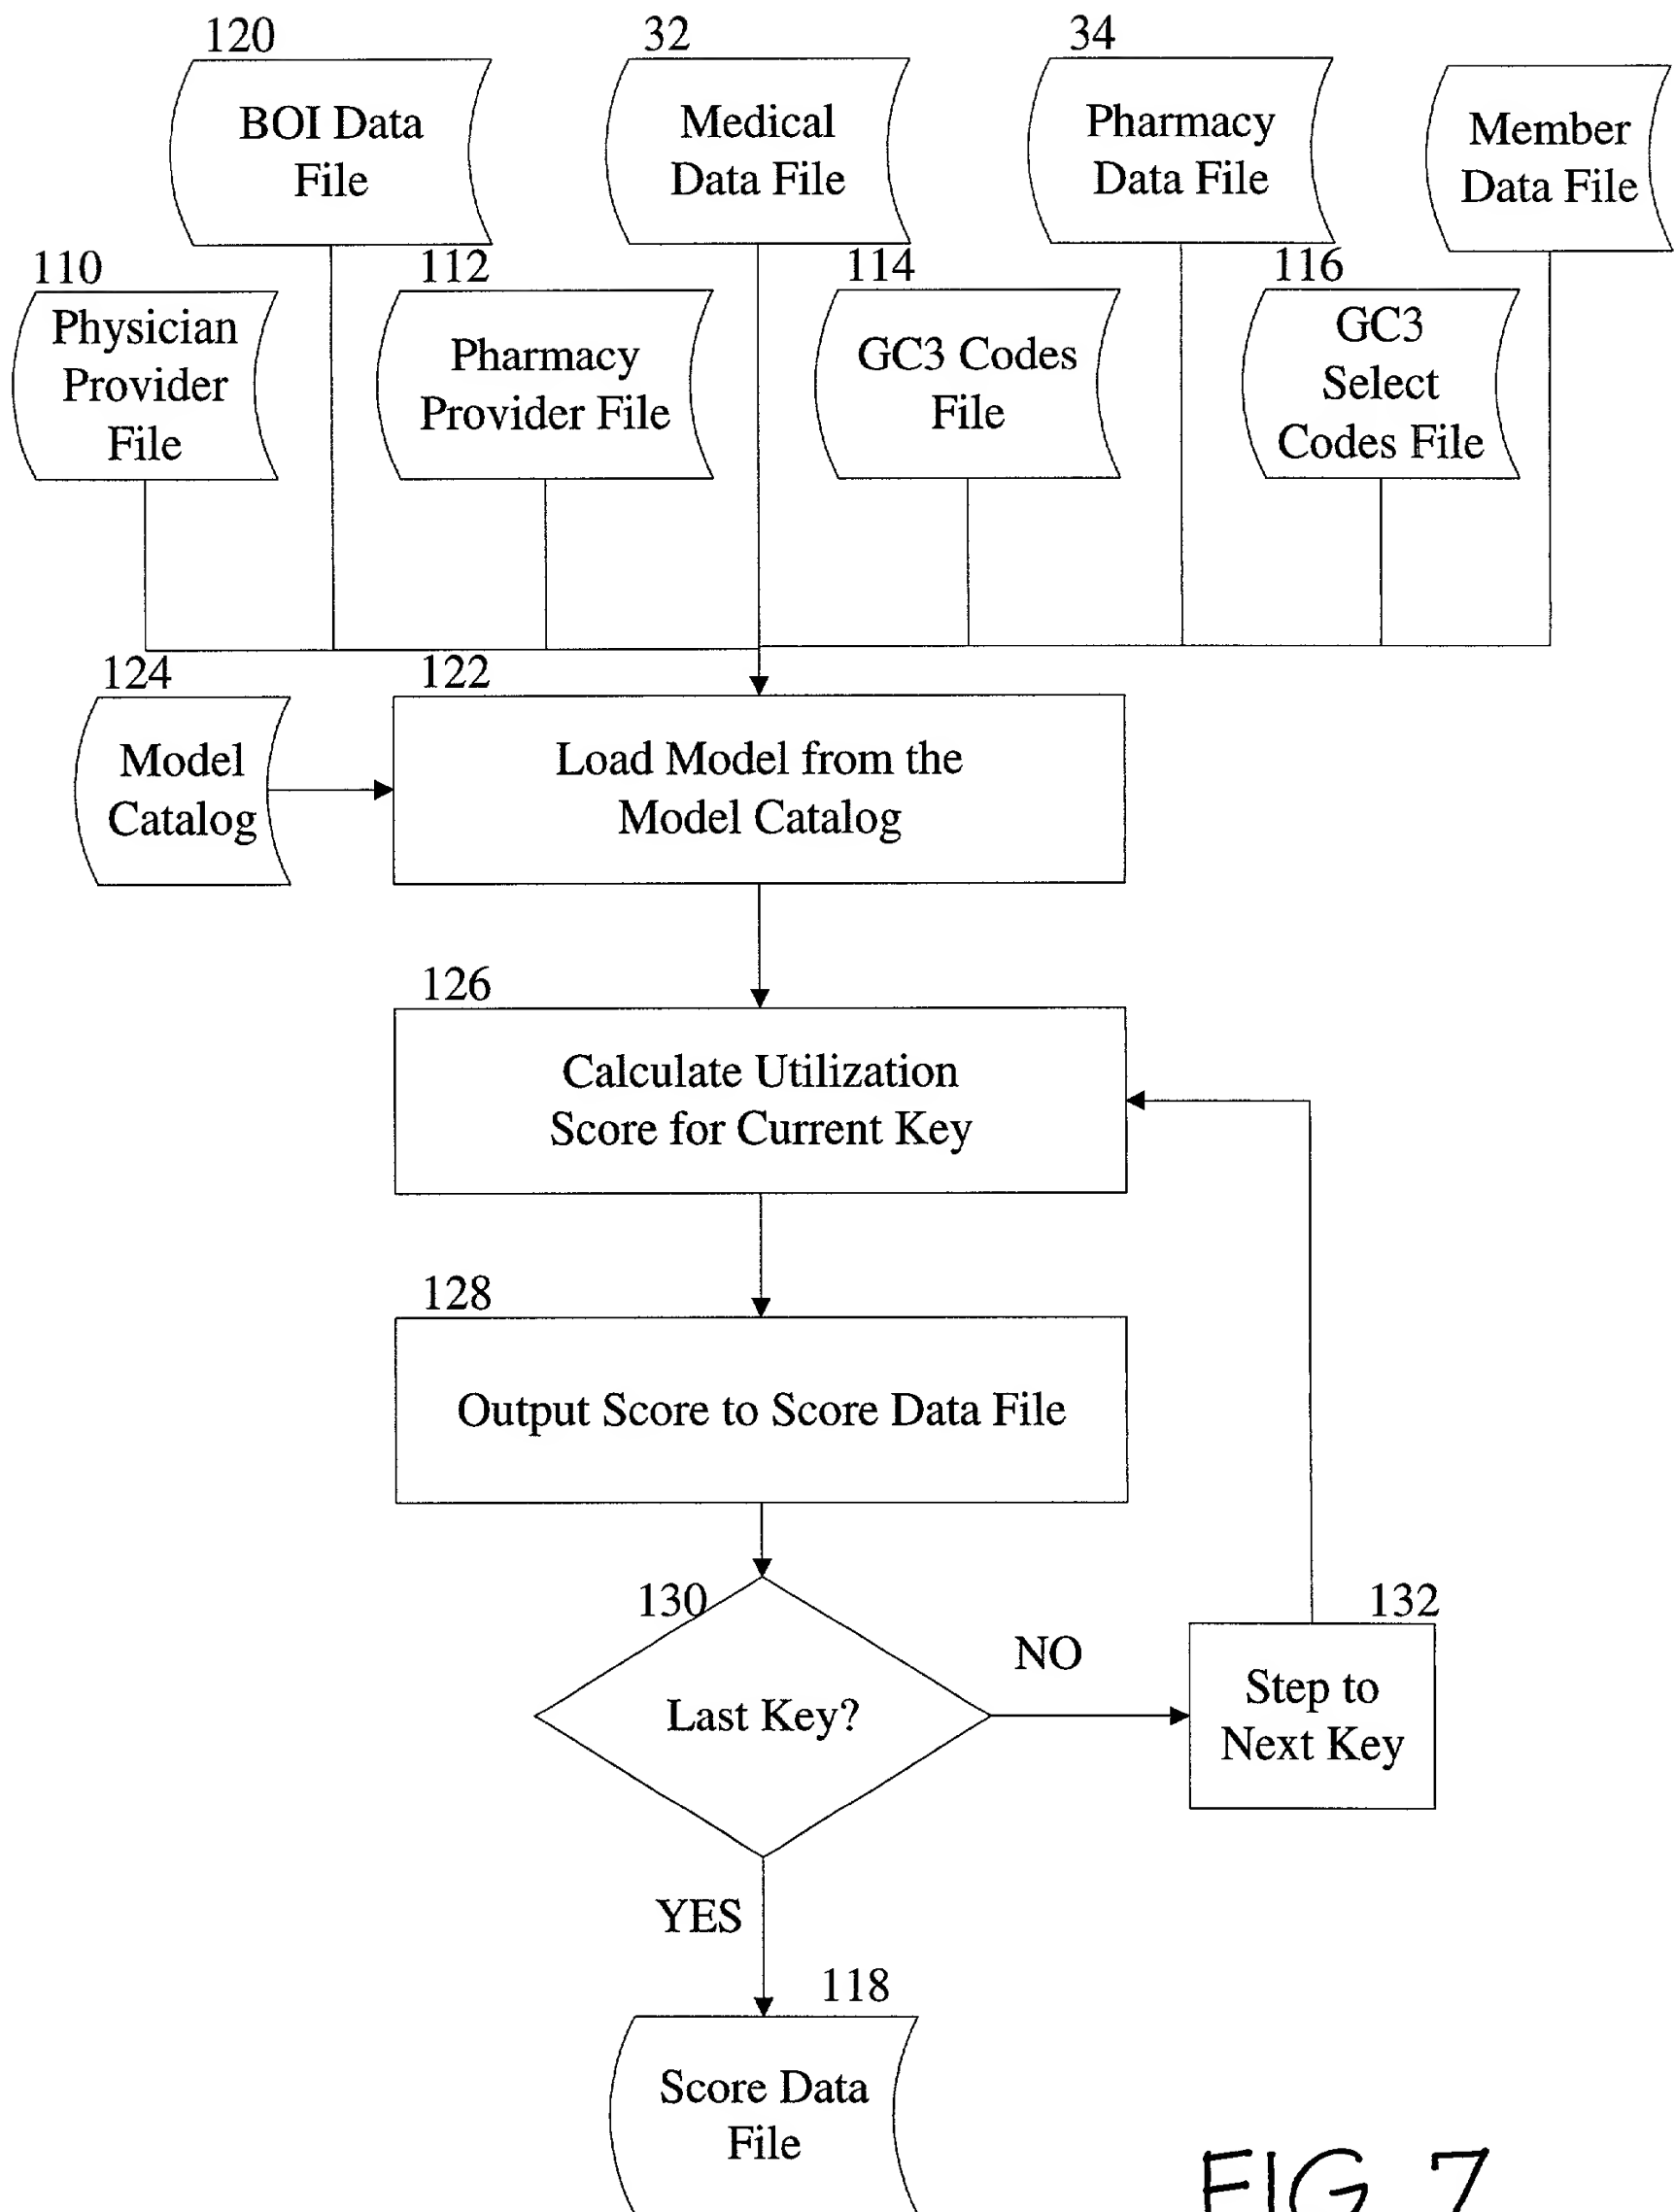 120
32
34
BOI Data
File
Medical
Data File
Pharmacy
Data File
Member
Data File
110
112
114
116
Physician
Provider
File
Pharmacy
Provider File
GC3 Codes
File
GC3
Select
Codes File
124
122
Model
Catalog
Load Model from the
Model Catalog
126
Calculate Utilization
Score for Current Key
128
Output Score to Score Data File
130
132
NO
Last Key?
Step to
Next Key
YES
118
Score Data
File
FIG 7